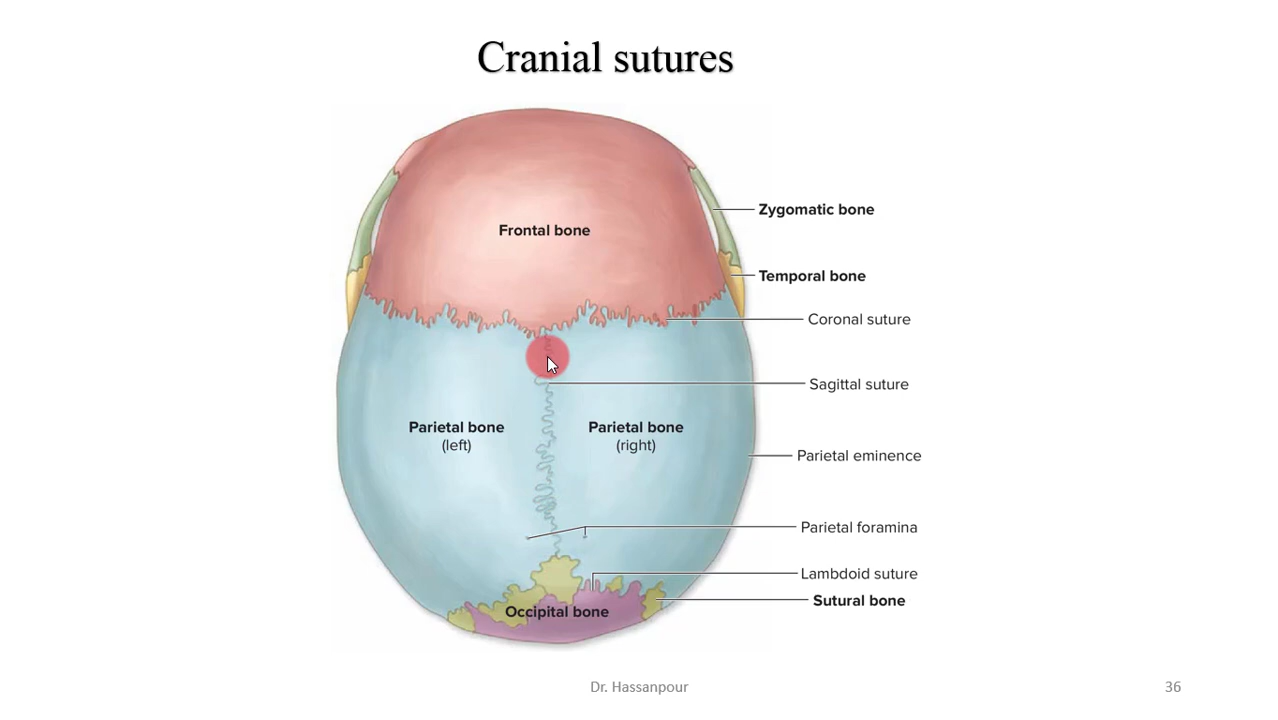 Cranial sutures
Zygomatic bone
Frontal bone
Temporal bone
Coronal suture
Sagittal suture
Parietal bone
(left)
Parietal bone
(right)
Parietal eminence
Parietal foramina
Lambdoid suture
Sutural bone
Occipital bone
Dr. Hassanpour
36